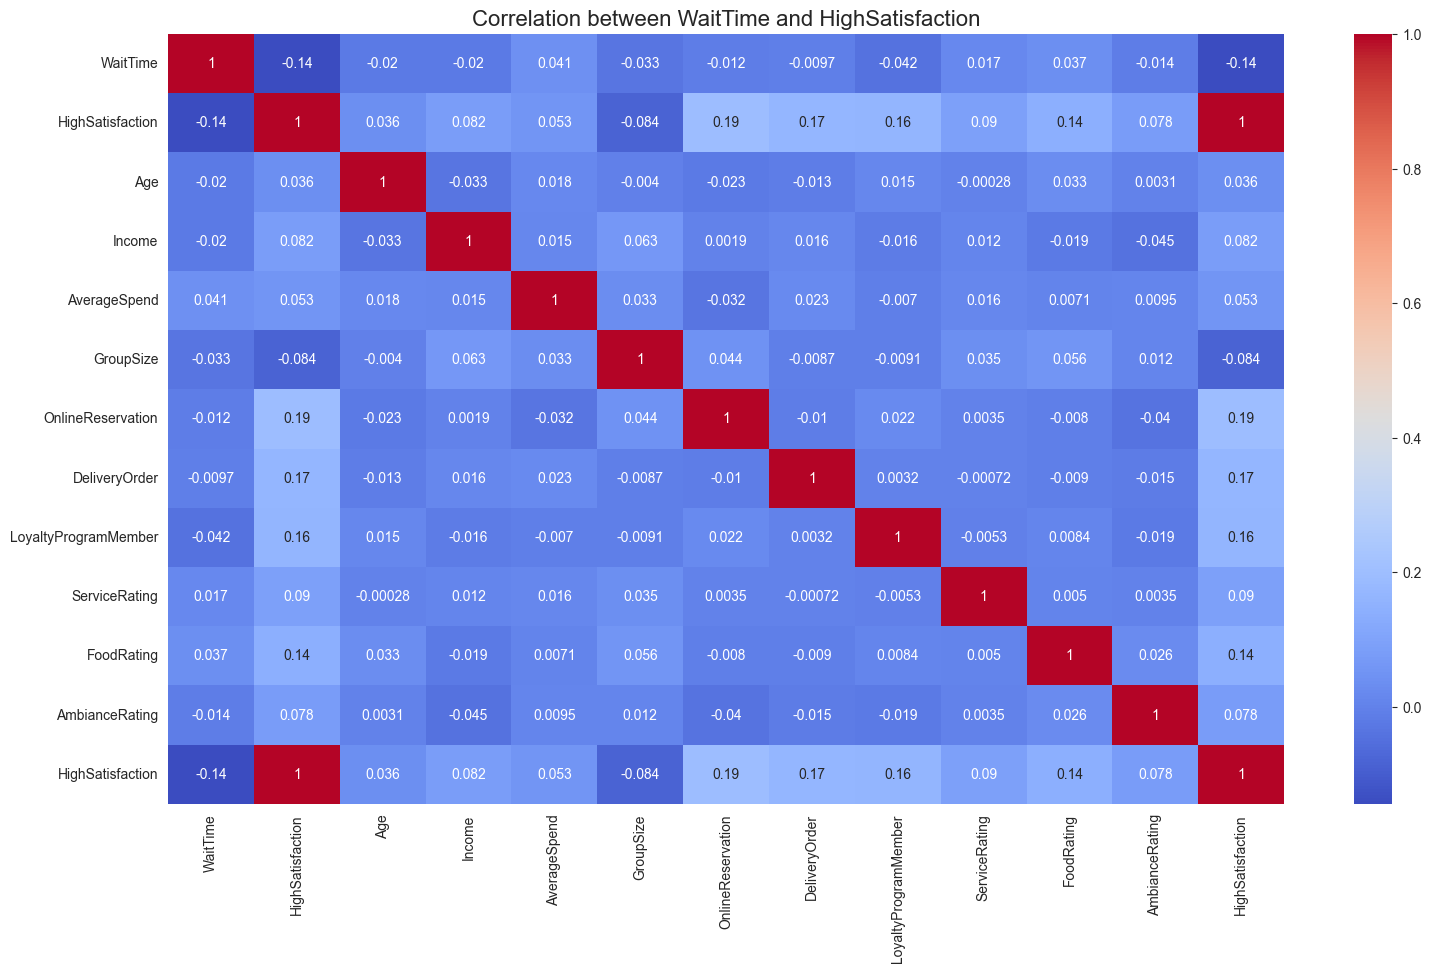 Correlation between WaitTime and HighSatisfaction
WaitTime 1 -0.14 -0.02 -0.02 0.041 -0.033 -0.012 -0.0097 -0.042 0.017 0.037 -0.014 -0.14
HighSatisfaction -0.14 1 0.036 0.082 0.053 -0.084 0.19 0.17 0.16 0.09 0.14 0.078 1
Age -0.02 0.036 1 -0.033 0.018 -0.004 -0.023 -0.013 0.015 -0.00028 0.033 0.0031 0.036
Income -0.02 0.082 -0.033 1 0.015 0.063 0.0019 0.016 -0.016 0.012 -0.019 -0.045 0.082
AverageSpend 0.041 0.053 0.018 0.015 1 0.033 -0.032 0.023 -0.007 0.016 0.0071 0.0095 0.053
GroupSize -0.033 -0.084 -0.004 0.063 0.033 1 0.044 -0.0087 -0.0091 0.035 0.056 0.012 -0.084
OnlineReservation -0.012 0.19 -0.023 0.0019 -0.032 0.044 1 -0.01 0.022 0.0035 -0.008 -0.04 0.19
DeliveryOrder -0.0097 0.17 -0.013 0.016 0.023 -0.0087 -0.01 1 0.0032 -0.00072 -0.009 -0.015 0.17
LoyaltyProgramMember -0.042 0.16 0.015 -0.016 -0.007 -0.0091 0.022 0.0032 1 -0.0053 0.0084 -0.019 0.16
ServiceRating 0.017 0.09 -0.00028 0.012 0.016 0.035 0.0035 -0.00072 -0.0053 1 0.005 0.0035 0.09
FoodRating 0.037 0.14 0.033 -0.019 0.0071 0.056 -0.008 -0.009 0.0084 0.005 1 0.026 0.14
AmbianceRating -0.014 0.078 0.0031 -0.045 0.0095 0.012 -0.04 -0.015 -0.019 0.0035 0.026 1 0.078
HighSatisfaction -0.14 1 0.036 0.082 0.053 -0.084 0.19 0.17 0.16 0.09 0.14 0.078 1
WaitTime
HighSatisfaction
Age
Income
AverageSpend
GroupSize
OnlineReservation
DeliveryOrder
LoyaltyProgramMember
ServiceRating
FoodRating
AmbianceRating
HighSatisfaction
1.0
0.8
0.6
0.4
0.2
0.0